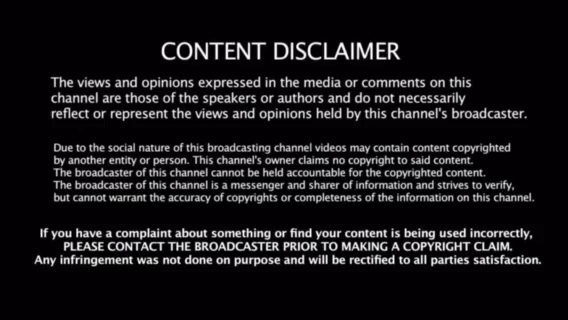 CONTENT DISCLAIMER
The views and opinions expressed in the media or comments on this
channel are those of the speakers or authors and do not necessarily
reflect or represent the views and opinions held by this channel's broadcaster.
Due to the social nature of this broadcasting channel videos may contain content copyrighted
by another entity or person. This channel's owner claims no copyright to said content.
The broadcaster of this channel cannot be held accountable for the copyrighted content.
The broadcaster of this channel is a messenger and sharer of information and strives to verify,
but cannot warrant the accuracy of copyrights or completeness of the information on this channel.
If you have a complaint about something or find your content is being used incorrectly,
PLEASE CONTACT THE BROADCASTER PRIOR TO MAKING A COPYRIGHT CLAIM.
Any infringement was not done on purpose and will be rectified to all parties satisfaction.